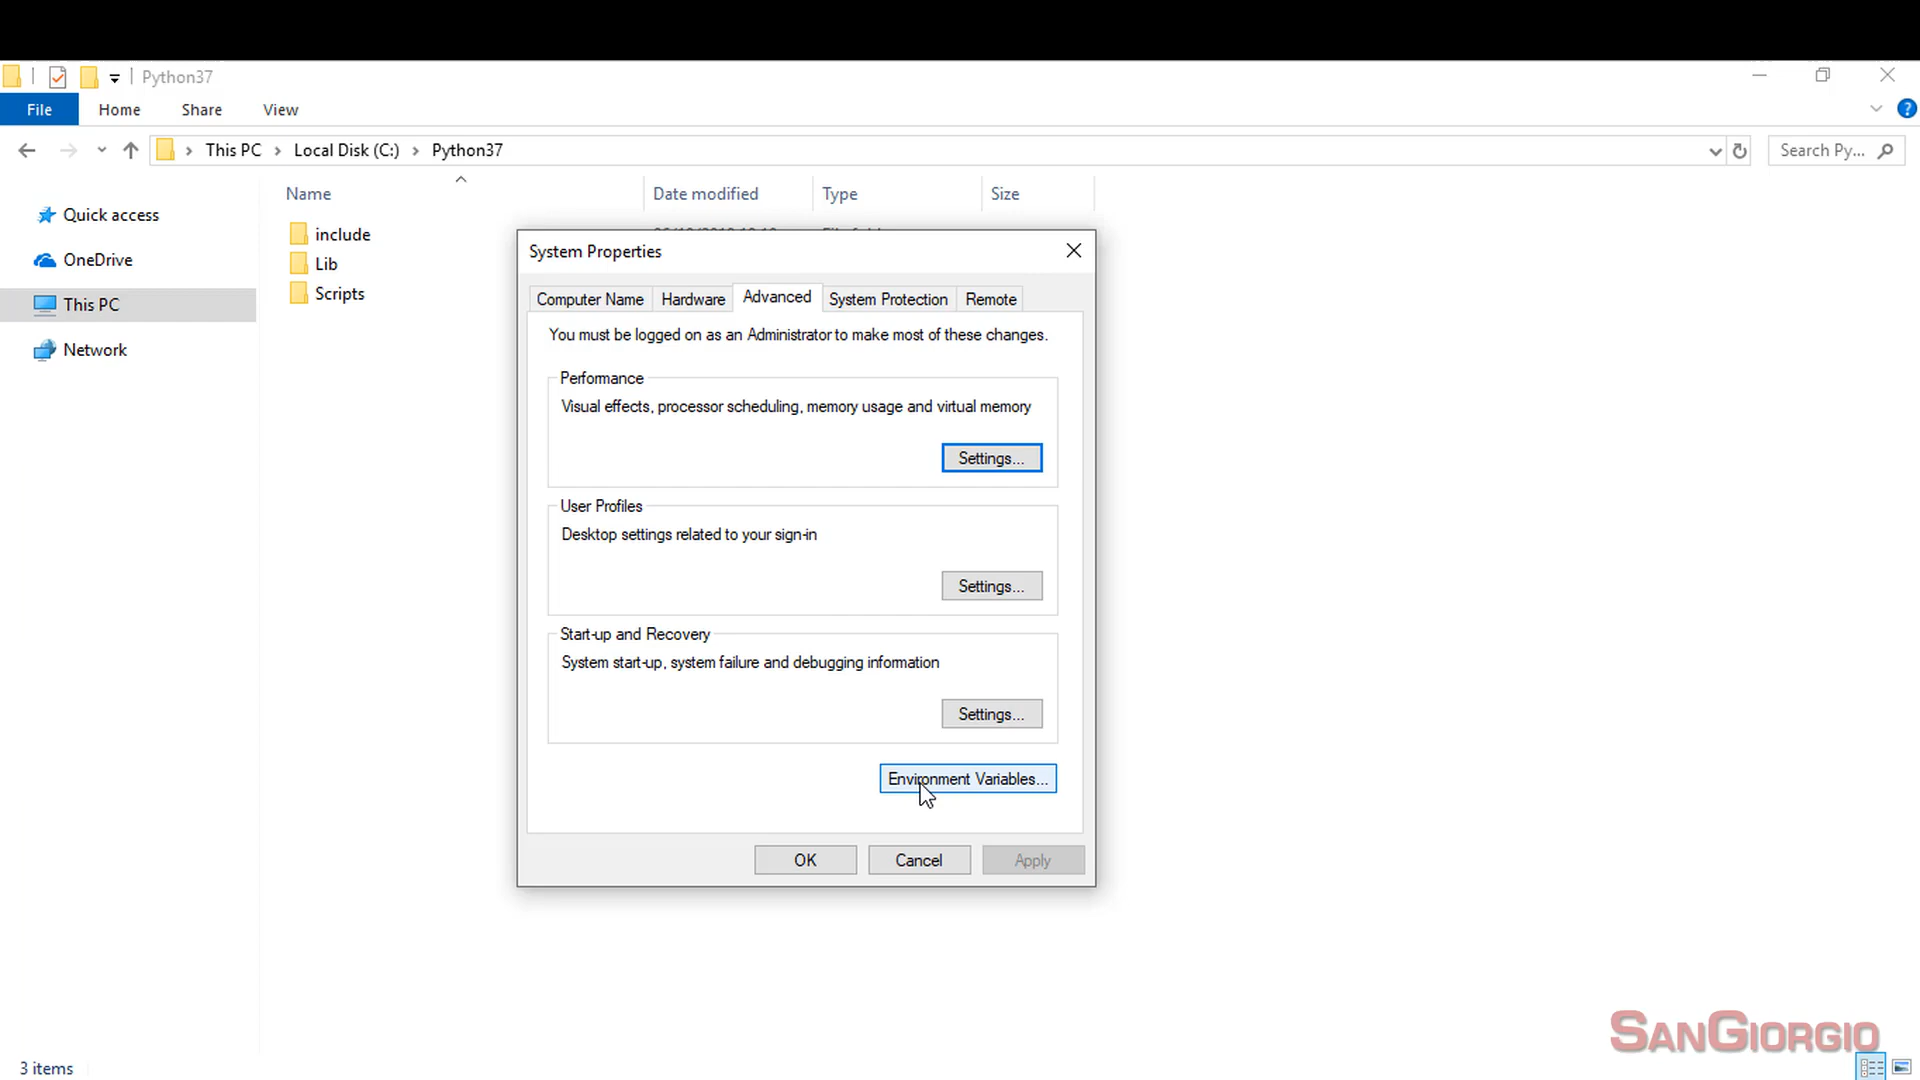 Python37
File Home Share View
This PC Local Disk (C:) Python37
Search Py...
Name Date modified Type Size
Quick access
OneDrive
This PC
Network
include
Lib
Scripts
System Properties
Computer Name Hardware Advanced System Protection Remote
You must be logged on as an Administrator to make most of these changes.
Performance
Visual effects, processor scheduling, memory usage and virtual memory
Settings...
User Profiles
Desktop settings related to your sign-in
Settings...
Start-up and Recovery
System start-up, system failure and debugging information
Settings...
Environment Variables...
OK Cancel Apply
3 items
SANGIORGIO